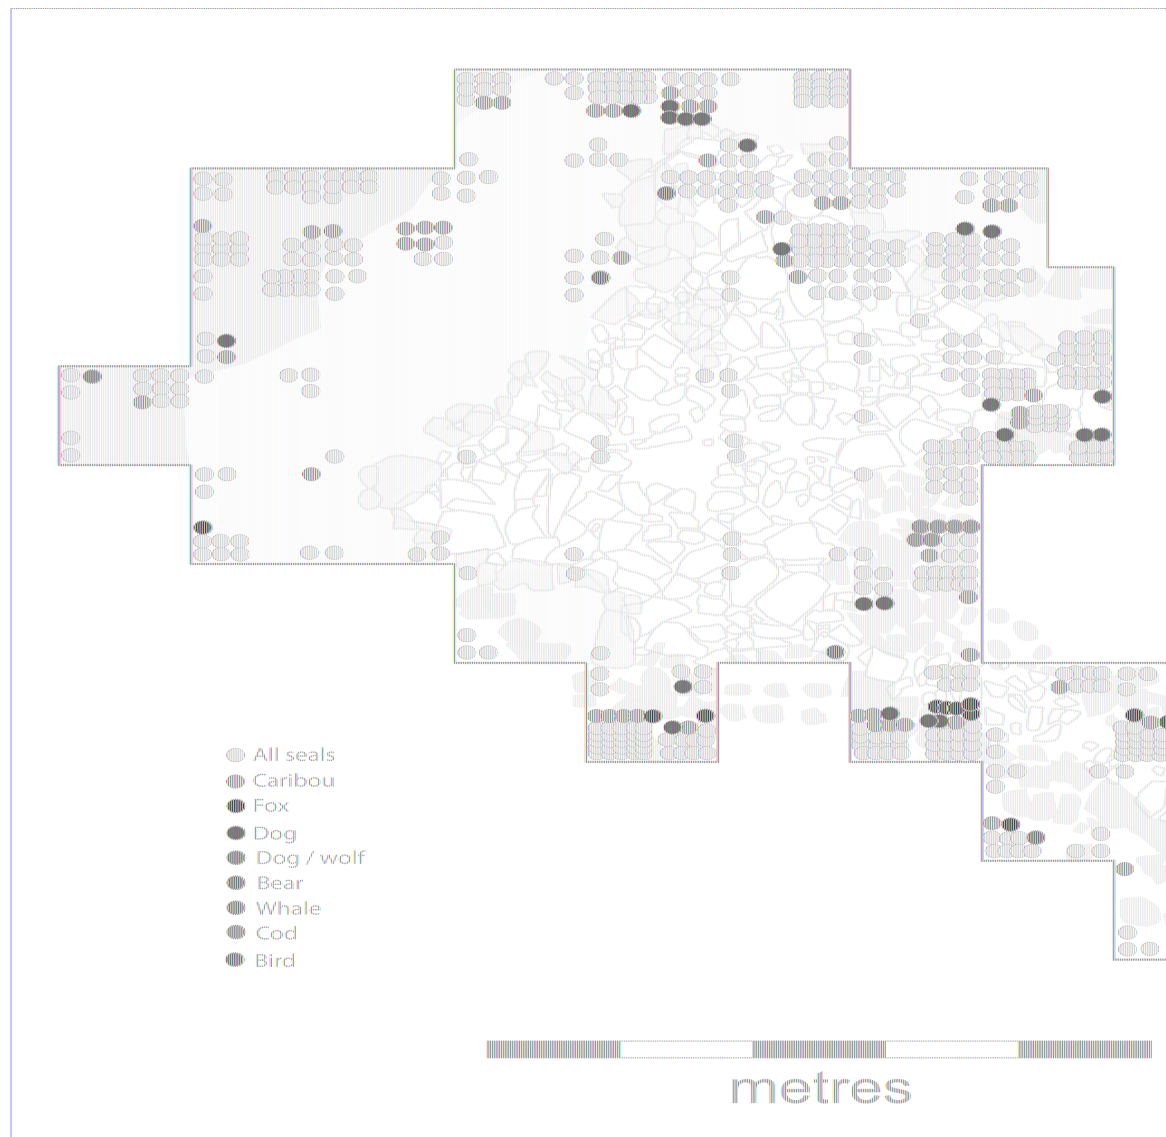 All seals
Caribou
Fox
Dog
Dog / wolf
Bear
Whale
Cod
Bird
metres